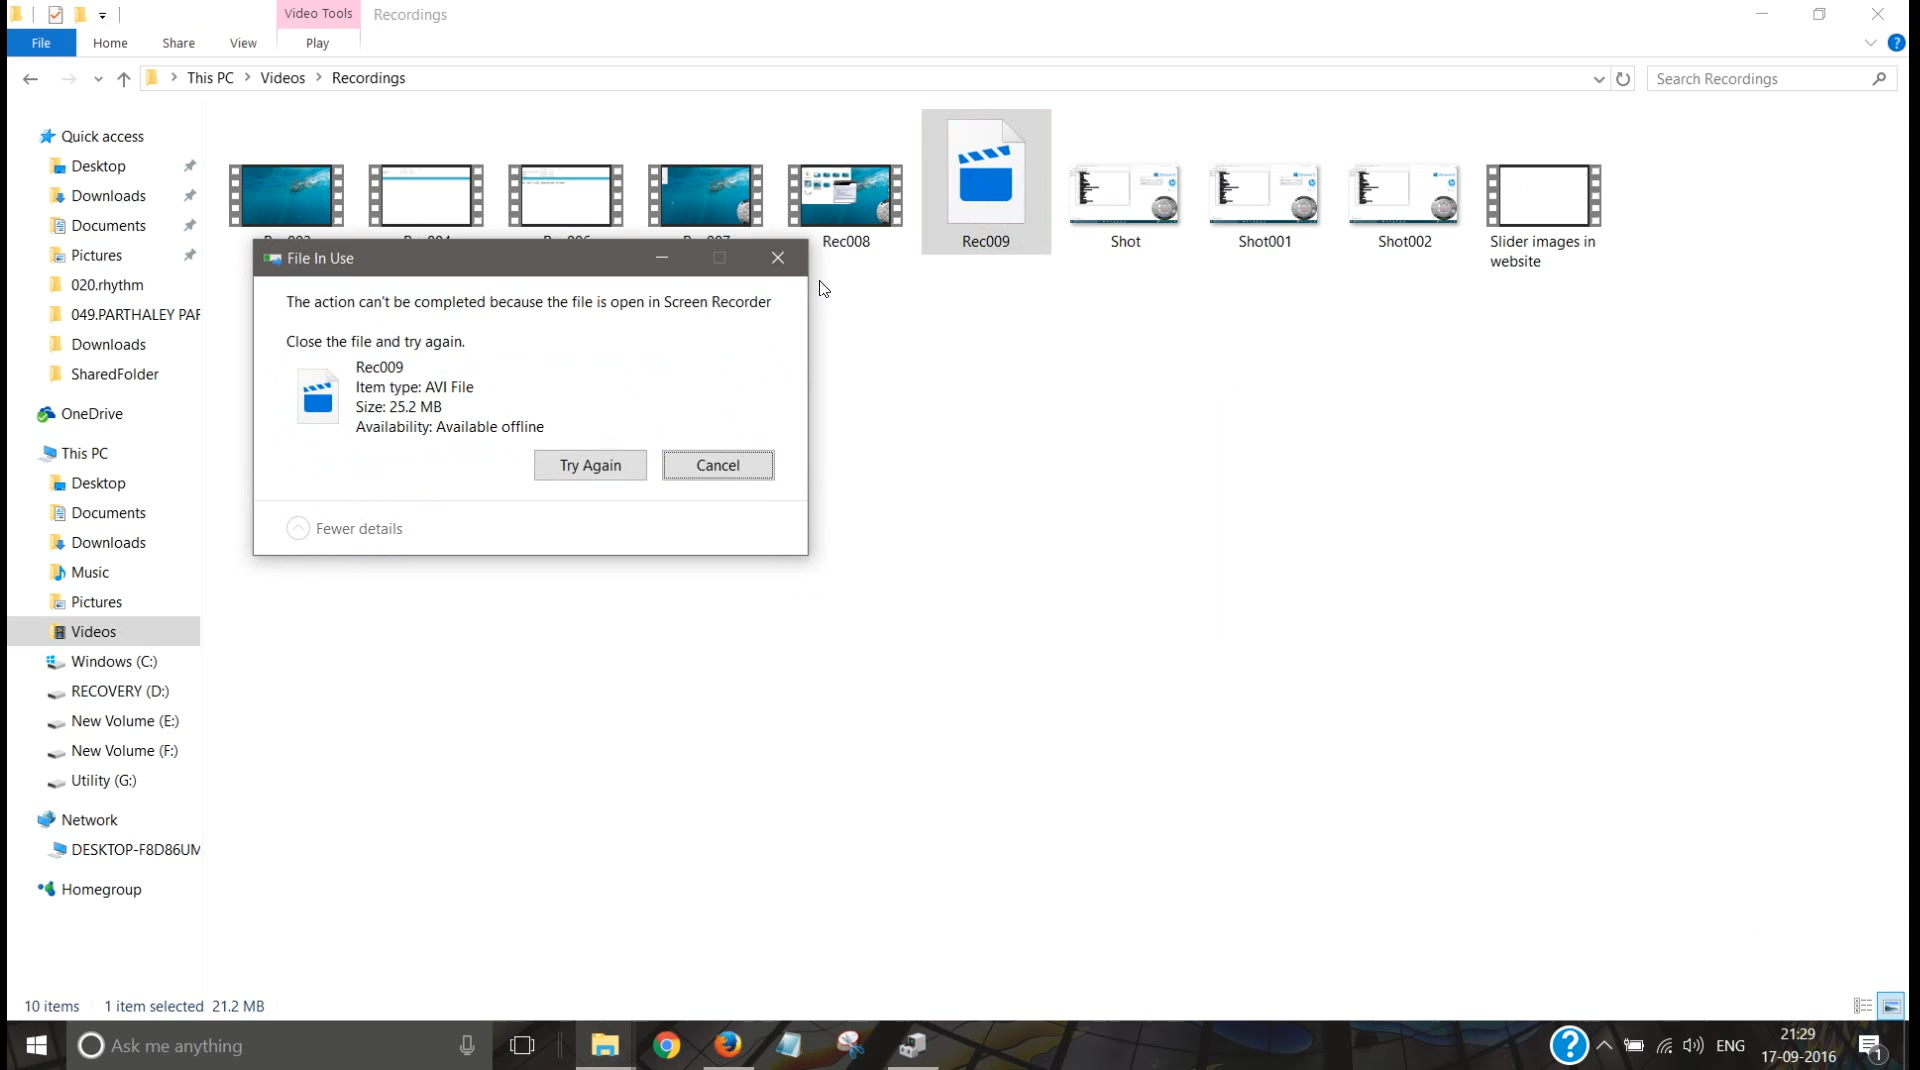 Video Tools
Recordings
File
Home
Share
View
Play
This PC
Videos
Recordings
Search Recordings
Quick access
Desktop
Downloads
Documents
Pictures
020.rhythm
049.PARTHALEY PAR
Downloads
SharedFolder
OneDrive
This PC
Desktop
Documents
Downloads
Music
Pictures
Videos
Windows (C:)
RECOVERY (D:)
New Volume (E:)
New Volume (F:)
Utility (G:)
Network
DESKTOP-F8D86UM
Homegroup
Rec008
Rec009
Shot
Shot001
Shot002
Slider images in
website
File In Use
The action can't be completed because the file is open in Screen Recorder
Close the file and try again.
Rec009
Item type: AVI File
Size: 25.2 MB
Availability: Available offline
Try Again
Cancel
Fewer details
10 items
1 item selected 21.2 MB
Ask me anything
ENG
21:29
17-09-2016
1